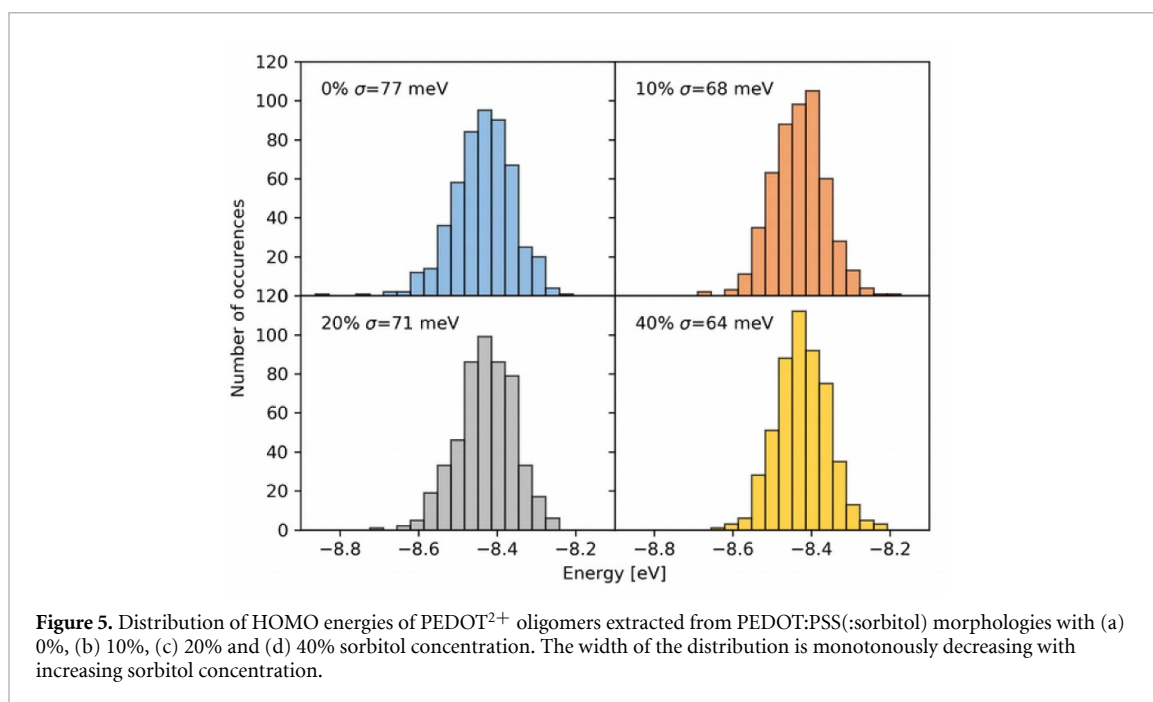 120
100
80
60
40
20
120
100
80
60
40
20
0
Number of occurences
0% σ=77 meV
10% σ=68 meV
20% σ=71 meV
40% σ=64 meV
−8.8 −8.6 −8.4 −8.2 −8.8 −8.6 −8.4 −8.2
Energy [eV]
Figure 5. Distribution of HOMO energies of PEDOT²⁺ oligomers extracted from PEDOT:PSS(:sorbitol) morphologies with (a)
0%, (b) 10%, (c) 20% and (d) 40% sorbitol concentration. The width of the distribution is monotonously decreasing with
increasing sorbitol concentration.